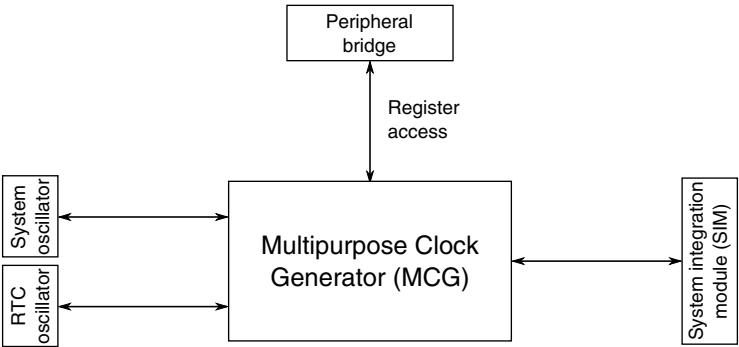 Peripheral
bridge
Register
access
System
oscillator
RTC
oscillator
Multipurpose Clock
Generator (MCG)
System integration
module (SIM)